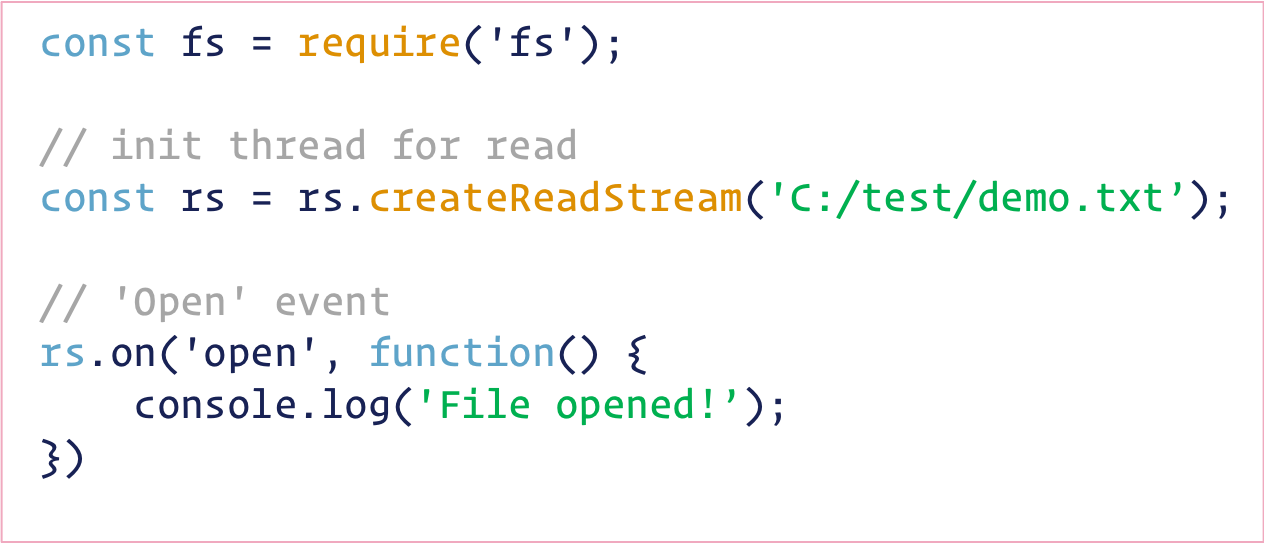 const fs = require('fs');
// init thread for read
const rs = rs.createReadStream('C:/test/demo.txt’);
// 'Open' event
rs.on('open', function() {
    console.log('File opened!’);
})